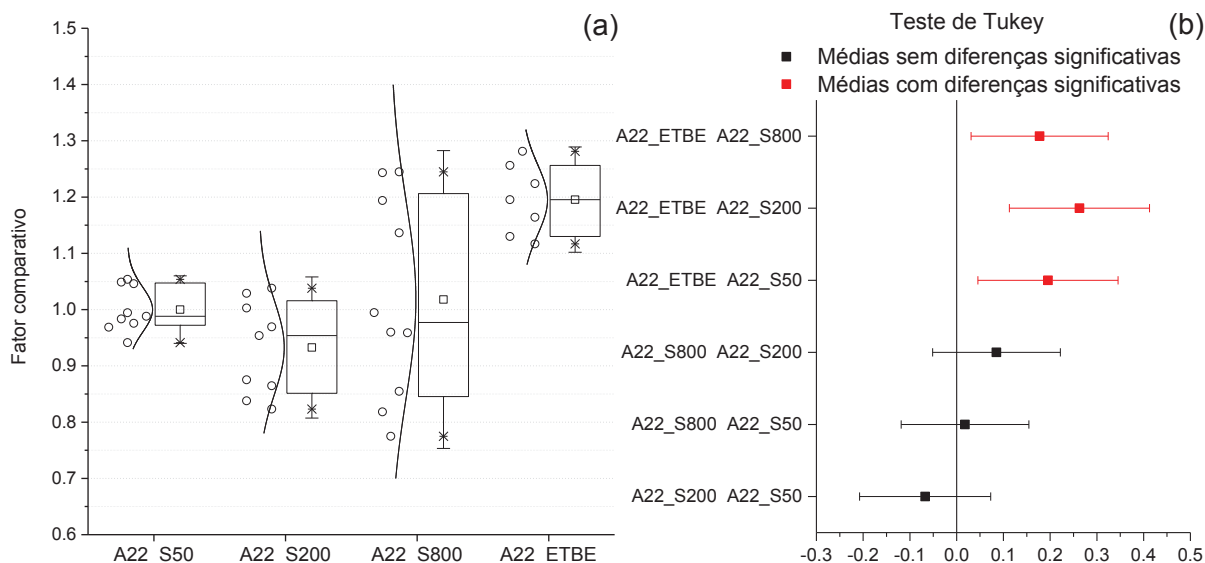 (a)
Fator comparativo
1.5
1.4
1.3
1.2
1.1
1.0
0.9
0.8
0.7
0.6
A22_S50 A22_S200 A22_S800 A22_ETBE
Teste de Tukey (b)
Médias sem diferenças significativas
Médias com diferenças significativas
A22_ETBE A22_S800
A22_ETBE A22_S200
A22_ETBE A22_S50
A22_S800 A22_S200
A22_S800 A22_S50
A22_S200 A22_S50
-0.3 -0.2 -0.1 0.0 0.1 0.2 0.3 0.4 0.5